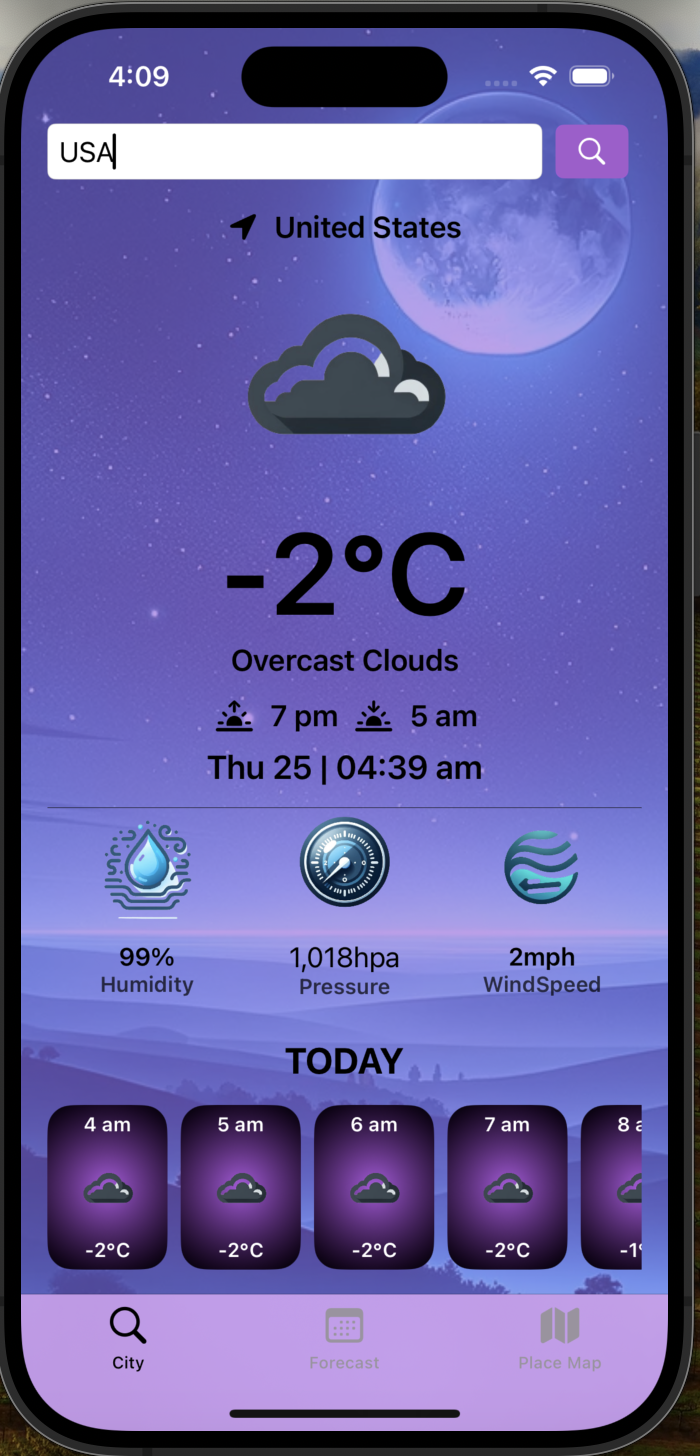 4:09
USA
United States
-2°C
Overcast Clouds
7 pm 5 am
Thu 25 | 04:39 am
99% 1,018hpa 2mph
Humidity Pressure WindSpeed
TODAY
4 am 5 am 6 am 7 am 8 a
-2°C -2°C -2°C -2°C -1°
City Forecast Place Map